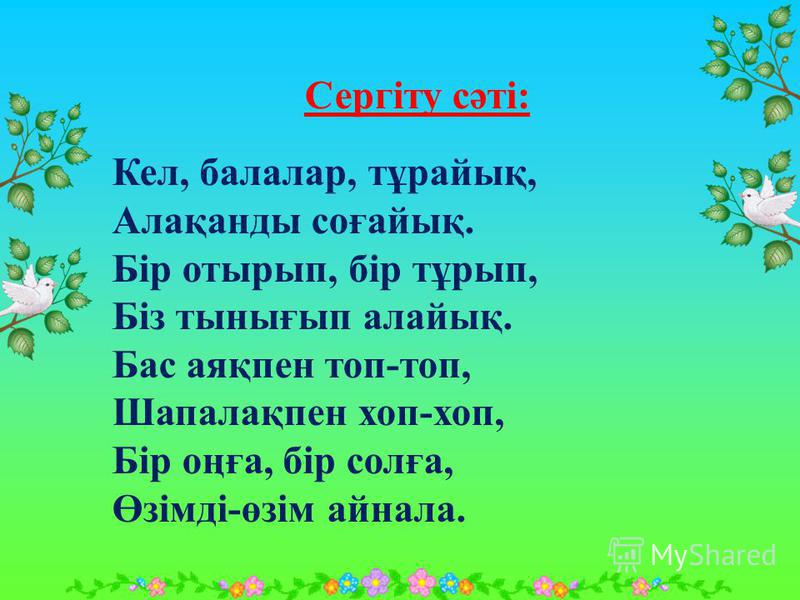 Сергіту сәті:
Кел, балалар, тұрайық,
Алақанды соғайық.
Бір отырып, бір тұрып,
Біз тынығып алайық.
Бас аяқпен топ-топ,
Шапалақпен хоп-хоп,
Бір оңға, бір солға,
Өзімді-өзім айнала.
MyShared